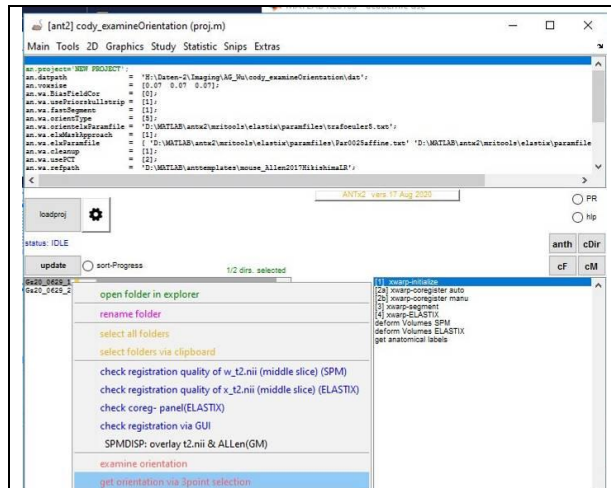 [ant2] cody_examineOrientation (proj.m)
Main Tools 2D Graphics Study Statistic Snips Extras
an.project='NEW PROJECT';
an.datpath = 'H:\Daten-2\Imaging\AG_Wu\cody_examineOrientation\dat';
an.voxsize = [0.07 0.07 0.07];
an.wa.BiasFieldCor = [0];
an.wa.usePriorskullstrip = [1];
an.wa.fastSegment = [1];
an.wa.orientType = [5];
an.wa.orientelxParamfile = 'D:\MATLAB\antx2\mritools\elastix\paramfiles\trafoeuler5.txt';
an.wa.elxMaskApproach = [1];
an.wa.elxParamfile = { 'D:\MATLAB\antx2\mritools\elastix\paramfiles\Par0025affine.txt' 'D:\MATLAB\antx2\mritools\elastix\paramfile
an.wa.cleanup = [1];
an.wa.usePCT = [2];
an.wa.refpath = 'D:\MATLAB\anttemplates\mouse_Allen2017HikishimaLR';
ANTx2 vers 17 Aug 2020
PR
loadproj
hlp
status: IDLE
anth cDir
update sort-Progress 1/2 dirs. selected cF cM
Gs20_0629_1
Gs20_0629_2
open folder in explorer
rename folder
select all folders
select folders via clipboard
check registration quality of w_t2.nii (middle slice) (SPM)
check registration quality of x_t2.nii (middle slice) (ELASTIX)
check coreg- panel(ELASTIX)
check registration via GUI
SPMDISP: overlay t2.nii & ALLen(GM)
examine orientation
get orientation via 3point selection
[1] xwarp-initialize
[2a] xwarp-coregister auto
[2b] xwarp-coregister manu
[3] xwarp-segment
[4] xwarp-ELASTIX
deform Volumes SPM
deform Volumes ELASTIX
get anatomical labels